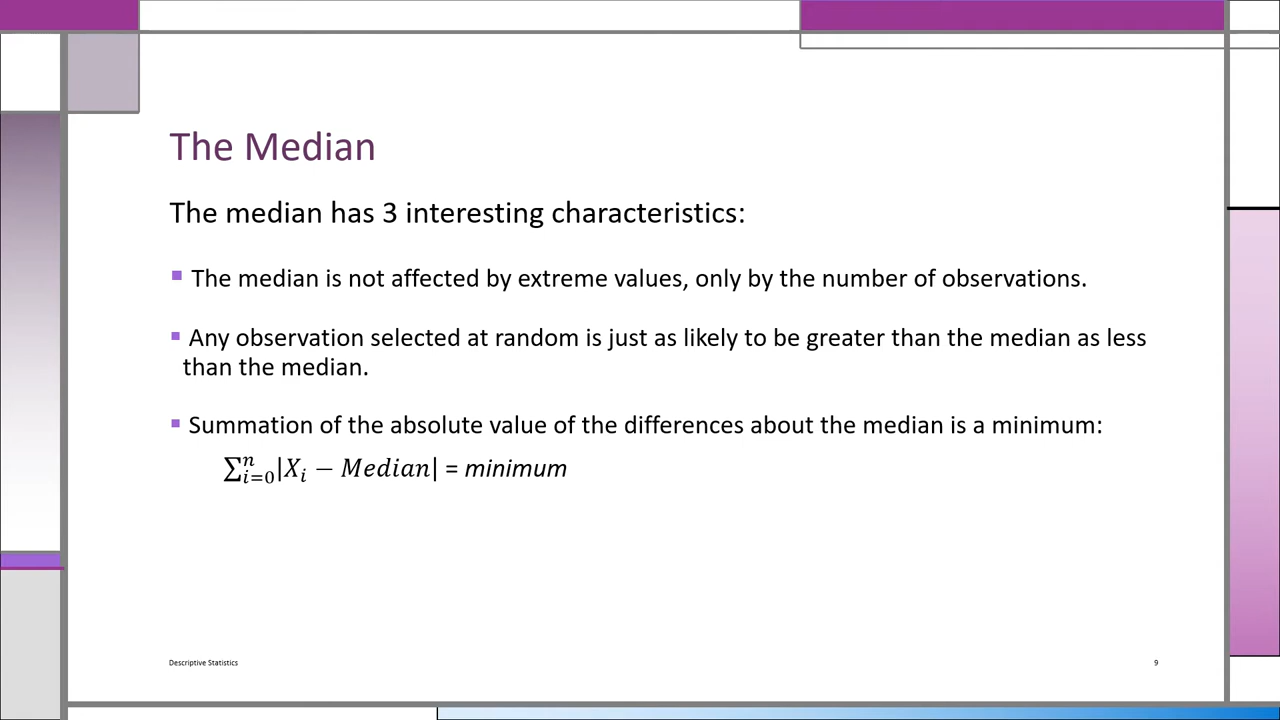 The Median
The median has 3 interesting characteristics:
▪ The median is not affected by extreme values, only by the number of observations.
▪ Any observation selected at random is just as likely to be greater than the median as less
than the median.
▪ Summation of the absolute value of the differences about the median is a minimum:
∑ⁿᵢ₌₀|Xᵢ − Median| = minimum
Descriptive Statistics
9